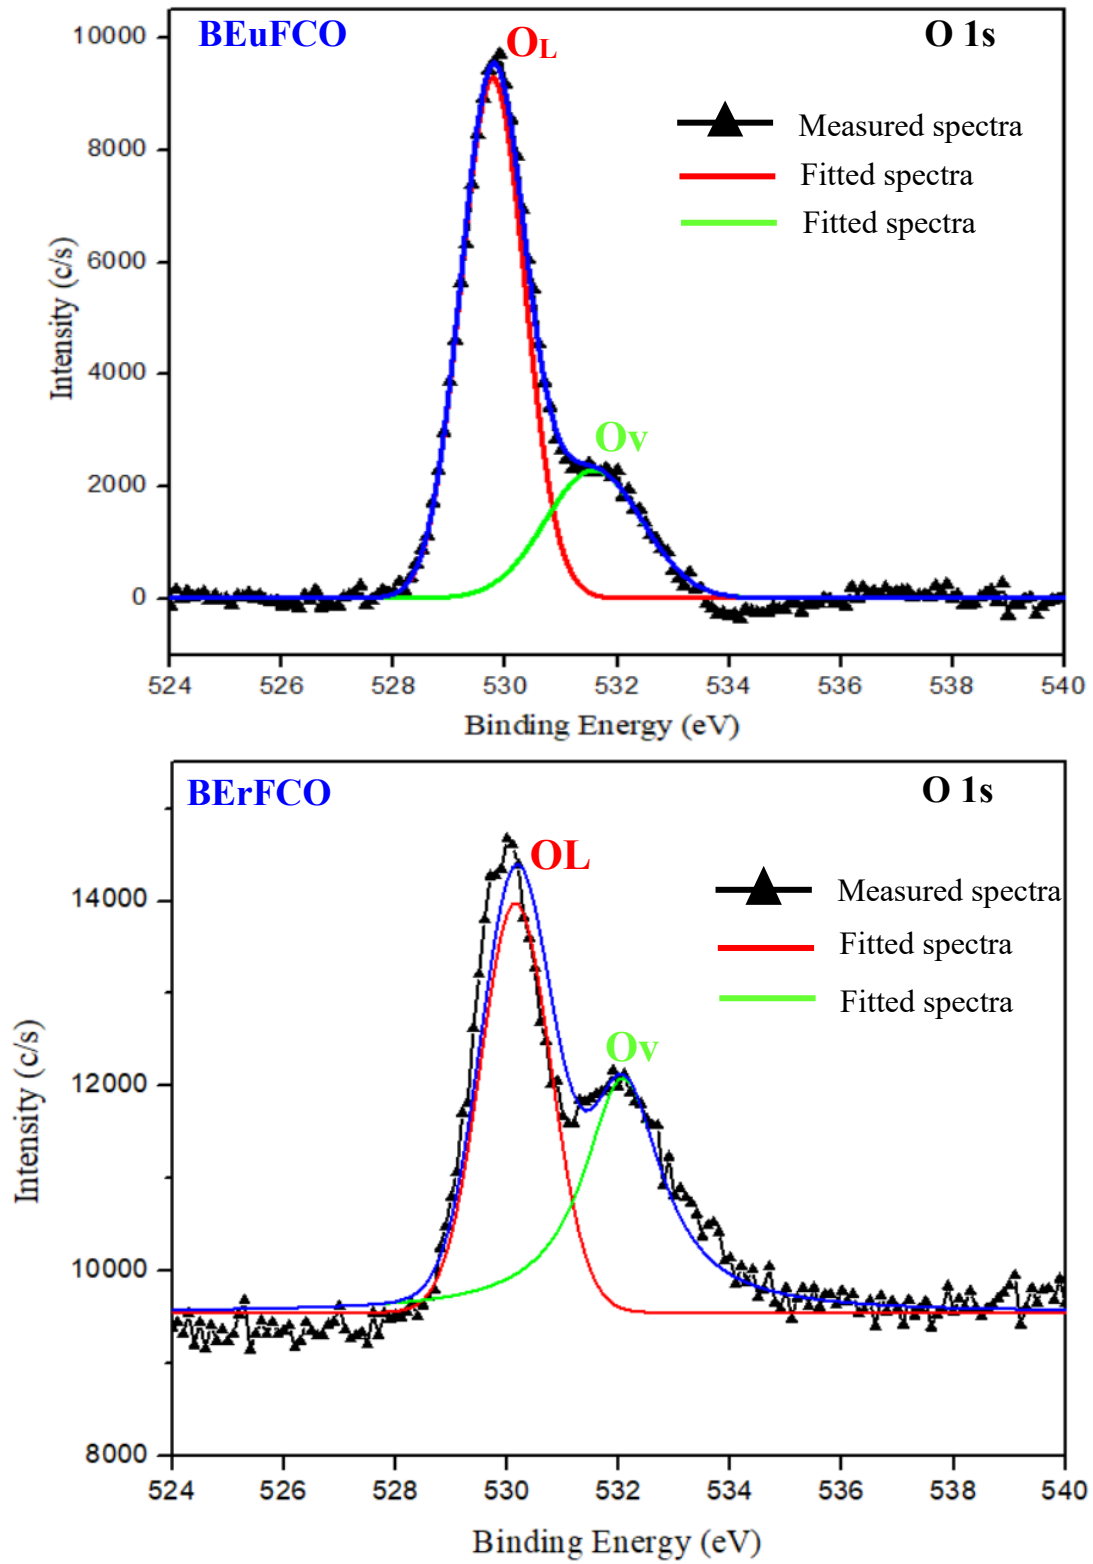 BEuFCO
OL
O 1s
Measured spectra
Fitted spectra
Fitted spectra
Ov
10000
8000
6000
4000
2000
0
Intensity (c/s)
524 526 528 530 532 534 536 538 540
Binding Energy (eV)
BErFCO
OL
O 1s
Measured spectra
Fitted spectra
Fitted spectra
Ov
14000
12000
10000
8000
Intensity (c/s)
524 526 528 530 532 534 536 538 540
Binding Energy (eV)